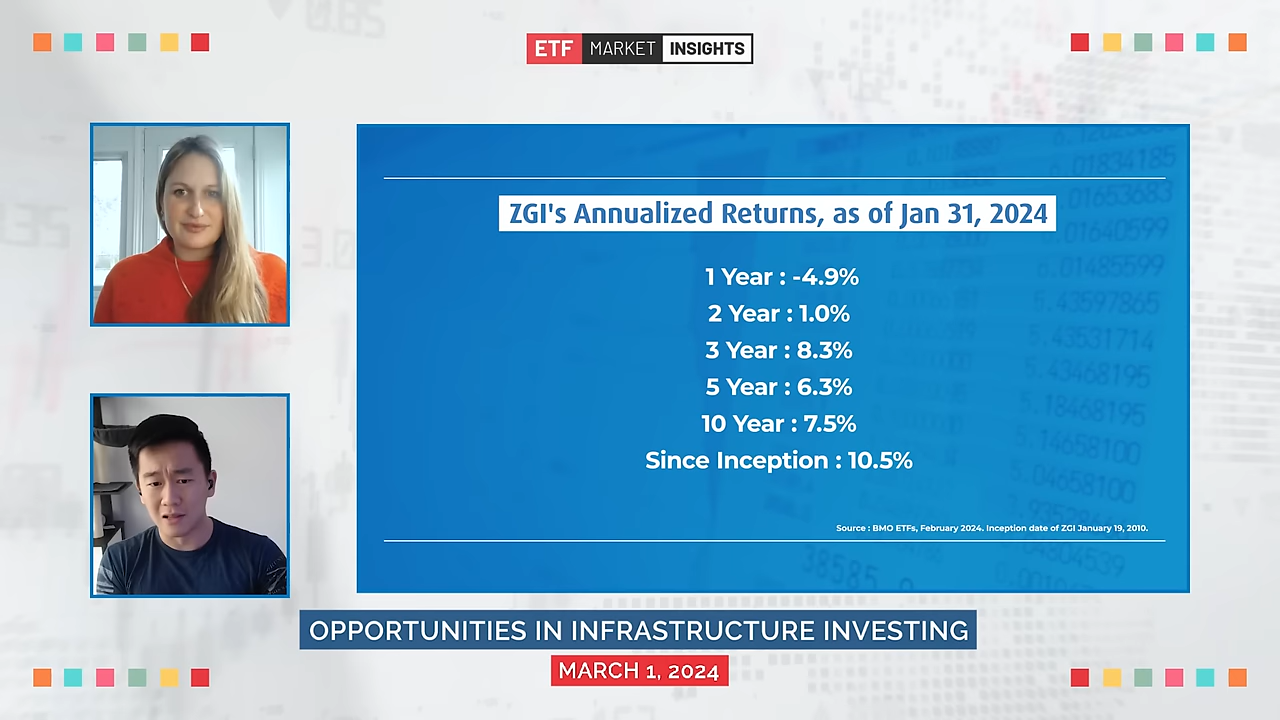 ETF MARKET INSIGHTS
ZGI's Annualized Returns, as of Jan 31, 2024
1 Year : -4.9%
2 Year : 1.0%
3 Year : 8.3%
5 Year : 6.3%
10 Year : 7.5%
Since Inception : 10.5%
Source : BMO ETFs, February 2024. Inception date of ZGI January 19, 2010.
OPPORTUNITIES IN INFRASTRUCTURE INVESTING
MARCH 1, 2024